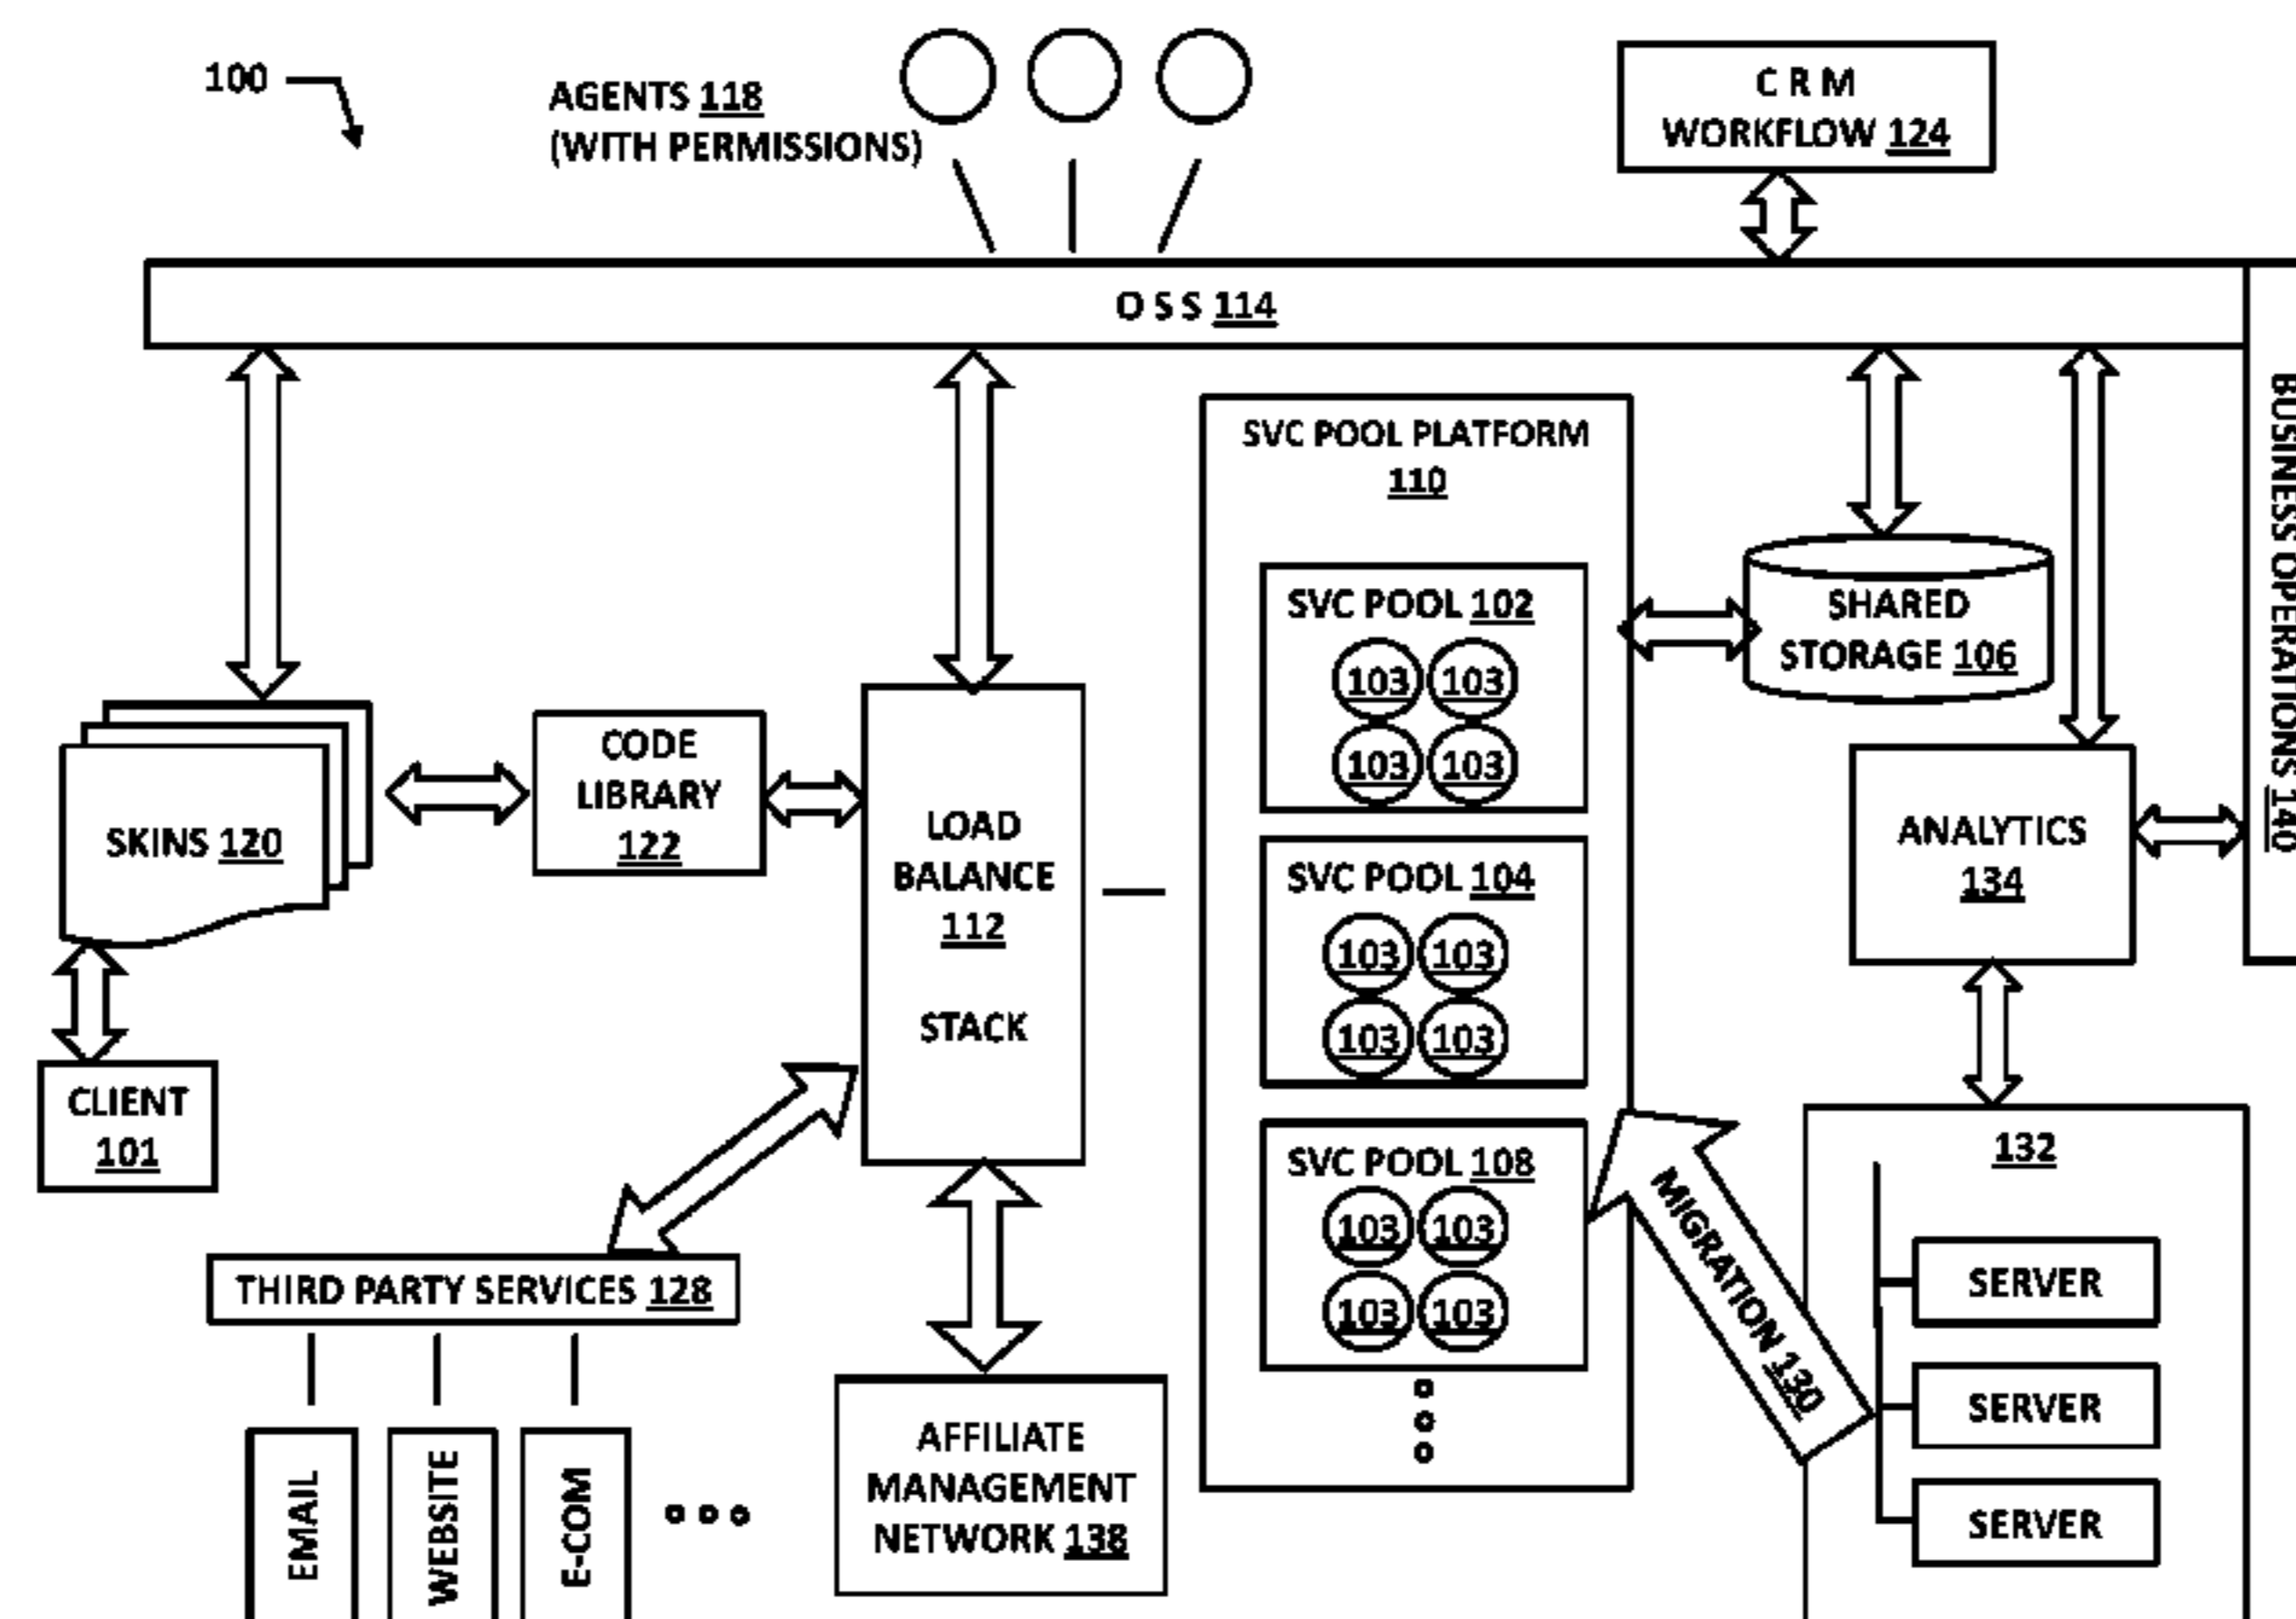 100
AGENTS 118
(WITH PERMISSIONS)
C R M
WORKFLOW 124
O S S 114
BUSINESS OPERATIONS 140
SVC POOL PLATFORM
110
SVC POOL 102
103 103
103 103
SHARED
STORAGE 106
SKINS 120
CODE
LIBRARY
122
LOAD
BALANCE
112
STACK
SVC POOL 104
103 103
103 103
ANALYTICS
134
CLIENT
101
SVC POOL 108
103 103
103 103
MIGRATION 130
132
SERVER
SERVER
SERVER
THIRD PARTY SERVICES 128
EMAIL
WEBSITE
E-COM
AFFILIATE
MANAGEMENT
NETWORK 138